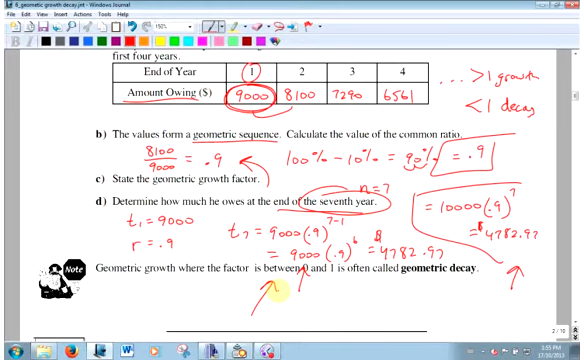 6_geometic growth decay.jnt - Windows Journal
File Edit View Insert Actions Tools Help
150%
first four years.
End of Year 1 2 3 4
Amount Owing ($) 9000 8100 7290 6561
... >1 growth
<1 decay
b) The values form a geometric sequence. Calculate the value of the common ratio.
8100/9000 = .9 100% - 10% = 90% = .9
c) State the geometric growth factor.
n=7
d) Determine how much he owes at the end of the seventh year.
t1 = 9000
r = .9
t7 = 9000(.9)^7-1
= 9000(.9)^6 = $4782.97
= 10000(.9)^7
= $4782.97
Note
Geometric growth where the factor is between 0 and 1 is often called geometric decay.
2 / 10
3:55 PM
17/10/2013